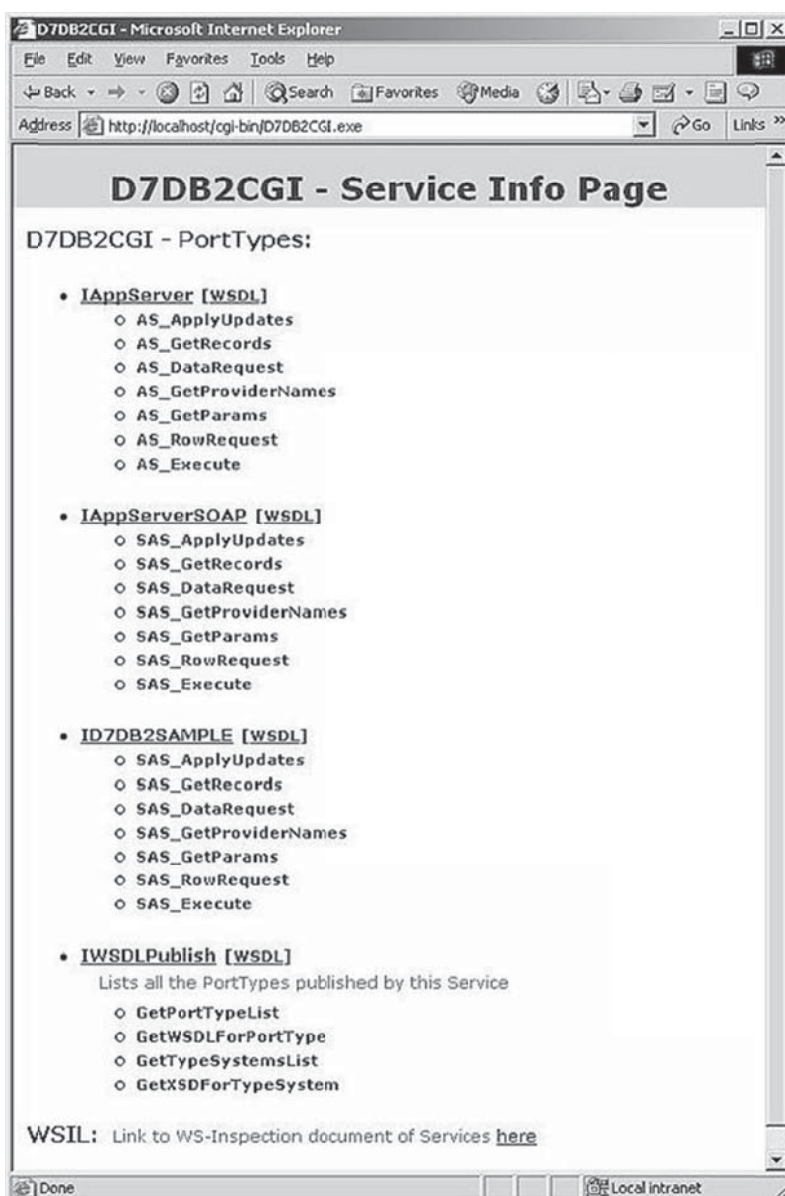 D7DB2CGI - Microsoft Internet Explorer
File Edit View Favorites Tools Help
Back Search Favorites Media
Address http://localhost/cgi-bin/D7DB2CGI.exe Go Links »
D7DB2CGI - Service Info Page
D7DB2CGI - PortTypes:
• IAppServer [WSDL]
○ AS_ApplyUpdates
○ AS_GetRecords
○ AS_DataRequest
○ AS_GetProviderNames
○ AS_GetParams
○ AS_RowRequest
○ AS_Execute
• IAppServerSOAP [WSDL]
○ SAS_ApplyUpdates
○ SAS_GetRecords
○ SAS_DataRequest
○ SAS_GetProviderNames
○ SAS_GetParams
○ SAS_RowRequest
○ SAS_Execute
• ID7DB2SAMPLE [WSDL]
○ SAS_ApplyUpdates
○ SAS_GetRecords
○ SAS_DataRequest
○ SAS_GetProviderNames
○ SAS_GetParams
○ SAS_RowRequest
○ SAS_Execute
• IWSDLPublish [WSDL]
Lists all the PortTypes published by this Service
○ GetPortTypeList
○ GetWSDLForPortType
○ GetTypeSystemsList
○ GetXSDForTypeSystem
WSIL: Link to WS-Inspection document of Services here
Done Local intranet